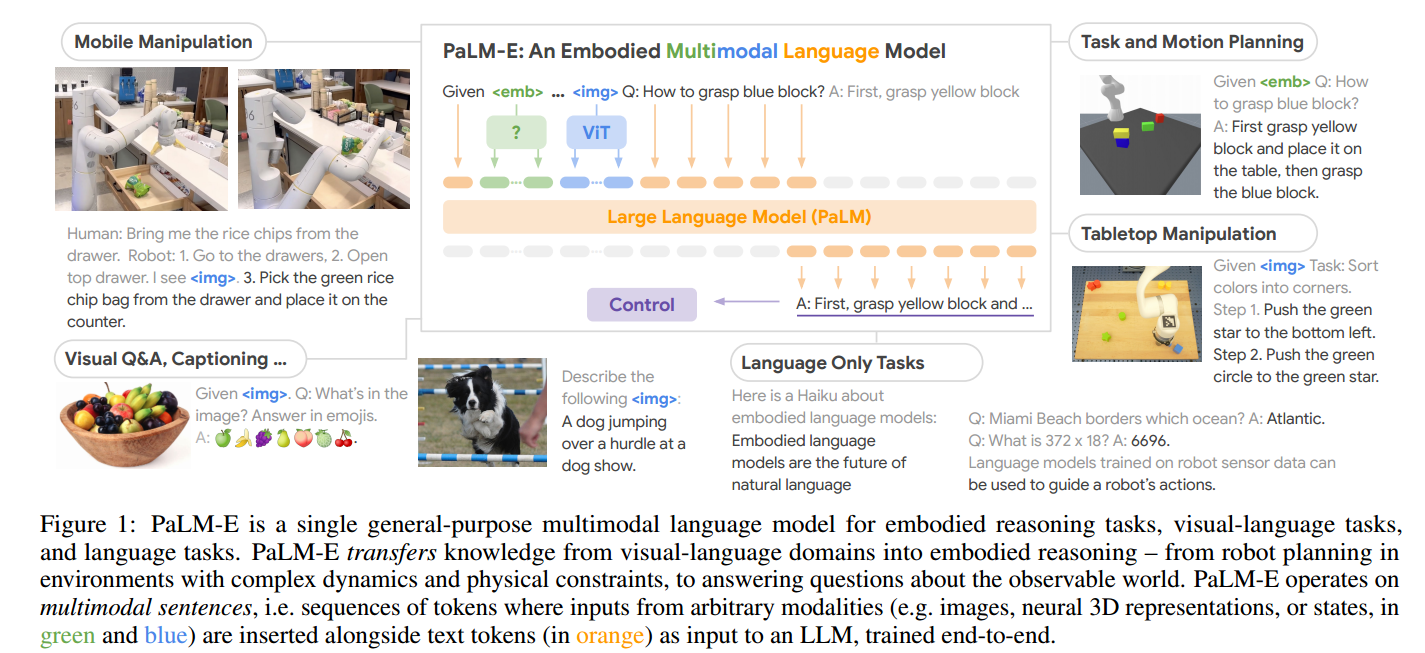 Mobile Manipulation
Human: Bring me the rice chips from the
drawer. Robot: 1. Go to the drawers, 2. Open
top drawer. I see <img>. 3. Pick the green rice
chip bag from the drawer and place it on the
counter.
Visual Q&A, Captioning ...
Given <img>. Q: What's in the
image? Answer in emojis.
A: 🍏🍌🍇🍐🍑🍈🍒.
PaLM-E: An Embodied Multimodal Language Model
Given <emb> ... <img> Q: How to grasp blue block? A: First, grasp yellow block
?
ViT
Large Language Model (PaLM)
Control
A: First, grasp yellow block and ...
Describe the
following <img>:
A dog jumping
over a hurdle at a
dog show.
Language Only Tasks
Here is a Haiku about
embodied language models:
Embodied language
models are the future of
natural language
Q: Miami Beach borders which ocean? A: Atlantic.
Q: What is 372 x 18? A: 6696.
Language models trained on robot sensor data can
be used to guide a robot's actions.
Task and Motion Planning
Given <emb> Q: How
to grasp blue block?
A: First grasp yellow
block and place it on
the table, then grasp
the blue block.
Tabletop Manipulation
Given <img> Task: Sort
colors into corners.
Step 1. Push the green
star to the bottom left.
Step 2. Push the green
circle to the green star.
Figure 1: PaLM-E is a single general-purpose multimodal language model for embodied reasoning tasks, visual-language tasks,
and language tasks. PaLM-E transfers knowledge from visual-language domains into embodied reasoning – from robot planning in
environments with complex dynamics and physical constraints, to answering questions about the observable world. PaLM-E operates on
multimodal sentences, i.e. sequences of tokens where inputs from arbitrary modalities (e.g. images, neural 3D representations, or states, in
green and blue) are inserted alongside text tokens (in orange) as input to an LLM, trained end-to-end.